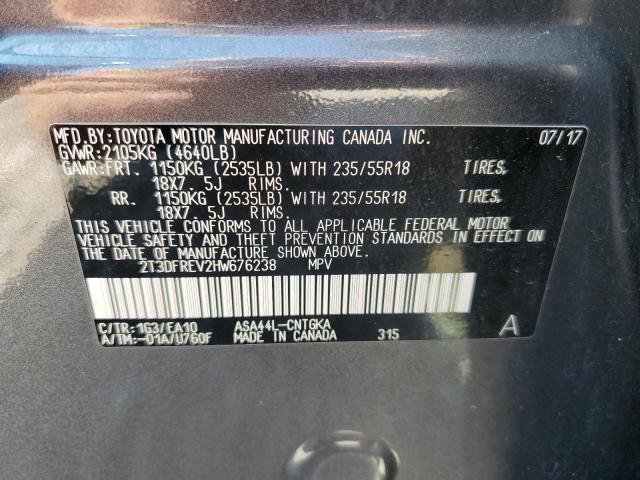 MFD.BY:TOYOTA MOTOR MANUFACTURING CANADA INC. 07/17
GVWR:2105KG (4640LB)
GAWR:FRT. 1150KG (2535LB) WITH 235/55R18 TIRES.
18X7. 5J RIMS.
RR. 1150KG (2535LB) WITH 235/55R18 TIRES.
18X7. 5J RIMS.
THIS VEHICLE CONFORMS TO ALL APPLICABLE FEDERAL MOTOR
VEHICLE SAFETY AND THEFT PREVENTION STANDARDS IN EFFECT ON
THE DATE OF MANUFACTURE SHOWN ABOVE.
2T3DFREV2HW676238 MPV
C/TR:1G3/EA10 ASA44L-CNTGKA A
A/TM:-01A/U760F MADE IN CANADA 315